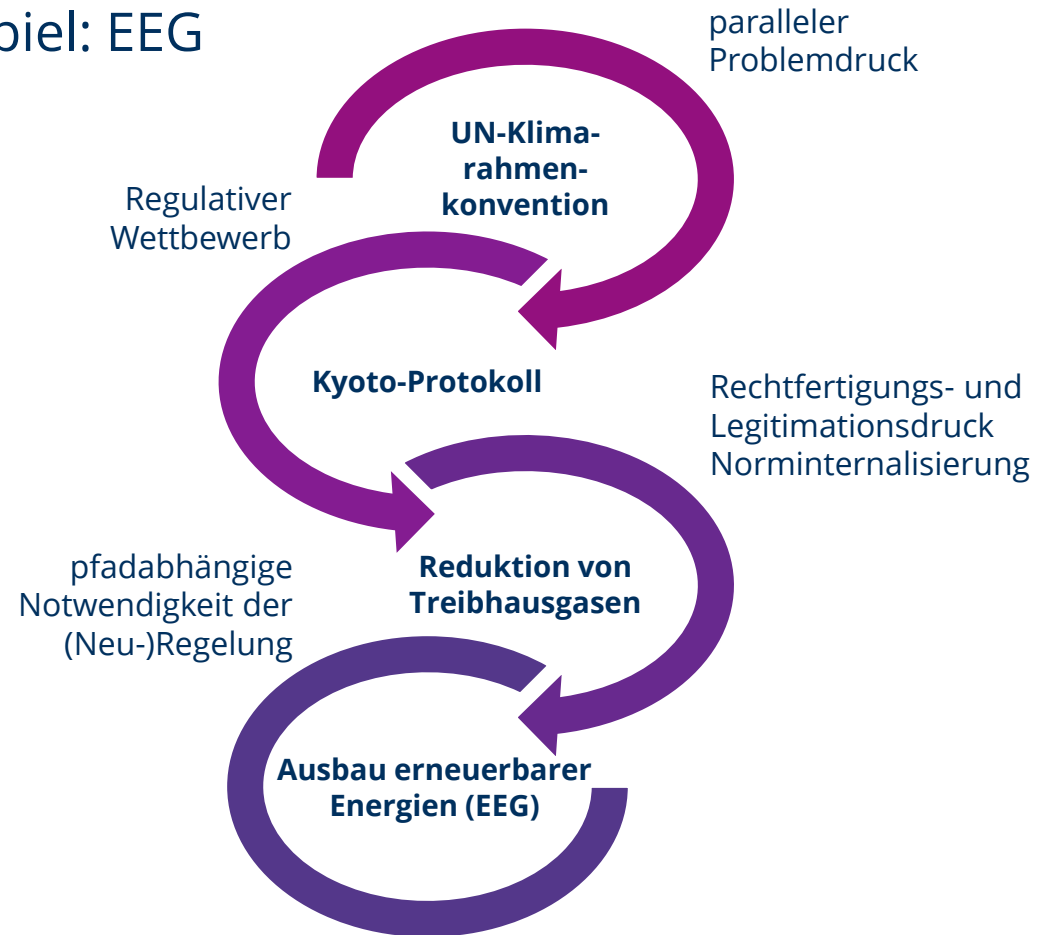 piel: EEG
paralleler
Problemdruck
UN-Klima-
rahmen-
konvention
Regulativer
Wettbewerb
Kyoto-Protokoll
Rechtfertigungs- und
Legitimationsdruck
Norminternalisierung
pfadabhängige
Notwendigkeit der
(Neu-)Regelung
Reduktion von
Treibhausgasen
Ausbau erneuerbarer
Energien (EEG)